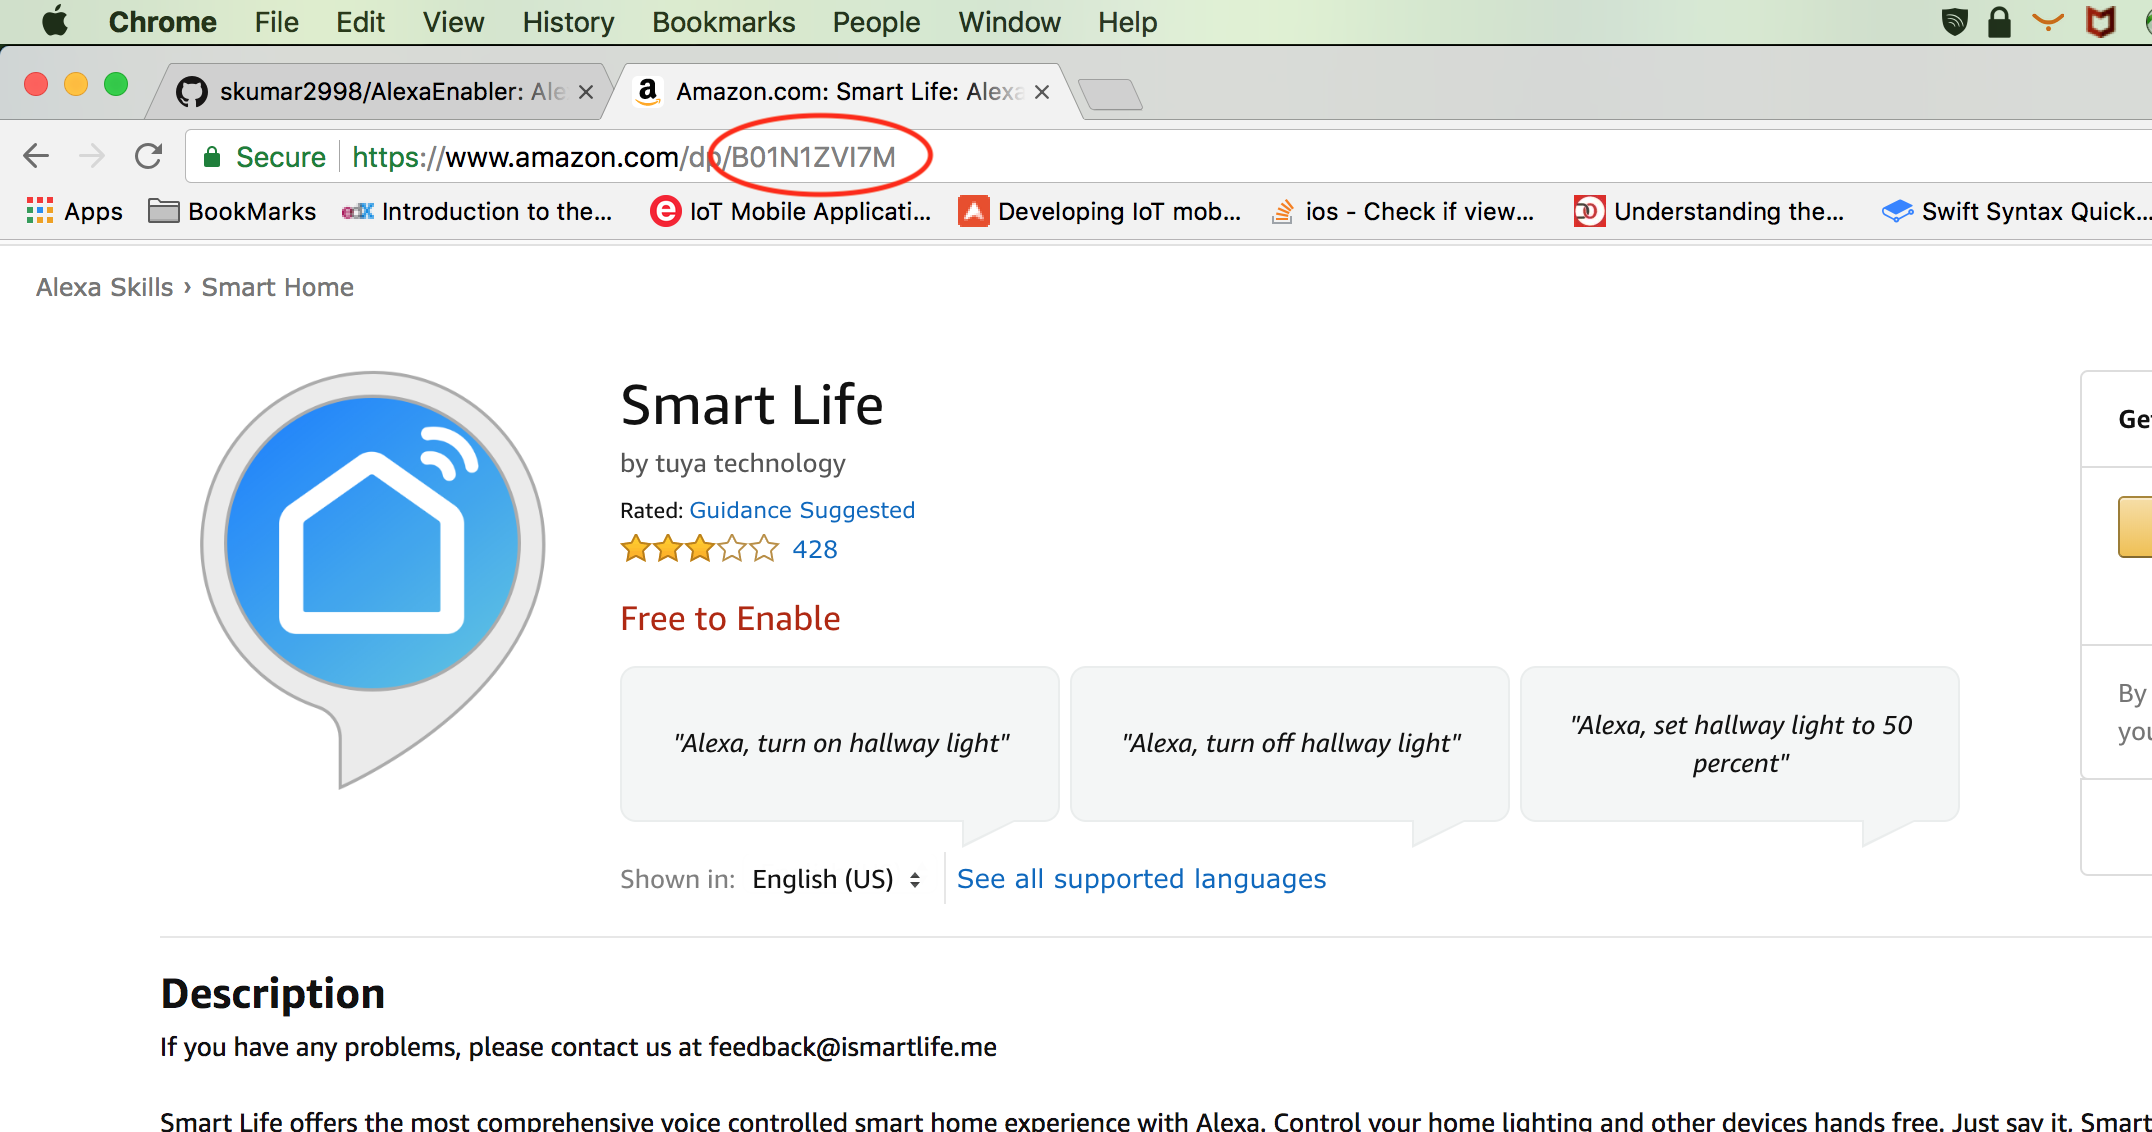 Chrome File Edit View History Bookmarks People Window Help
skumar2998/AlexaEnabler: Ale Amazon.com: Smart Life: Alexa
Secure https://www.amazon.com/dp/B01N1ZVI7M
Apps BookMarks edX Introduction to the... IoT Mobile Applicati... Developing IoT mob... ios - Check if view... Understanding the... Swift Syntax Quick...
Alexa Skills › Smart Home
Smart Life
by tuya technology
Rated: Guidance Suggested
428
Free to Enable
"Alexa, turn on hallway light" "Alexa, turn off hallway light" "Alexa, set hallway light to 50
percent"
Shown in: English (US) See all supported languages
Ge
By
you
Description
If you have any problems, please contact us at feedback@ismartlife.me
Smart Life offers the most comprehensive voice controlled smart home experience with Alexa. Control your home lighting and other devices hands free. Just say it, Smart